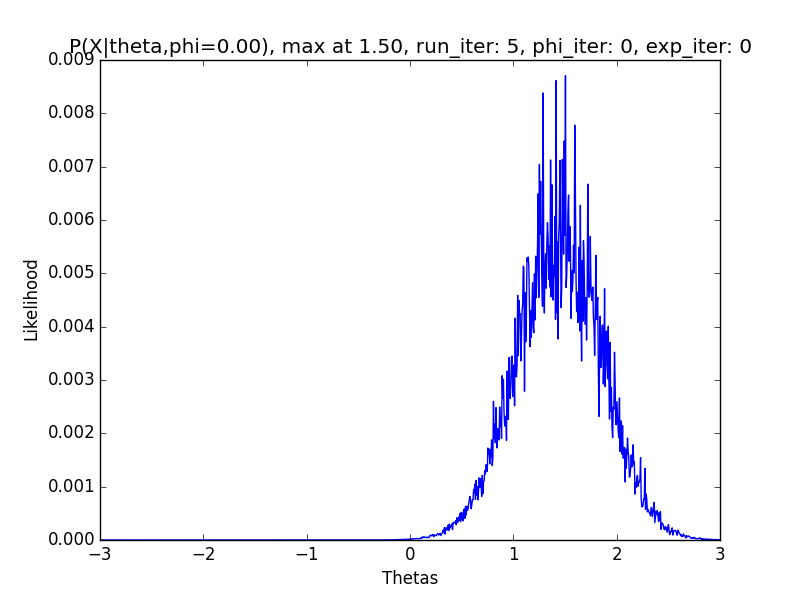 P(X|theta,phi=0.00), max at 1.50, run_iter: 5, phi_iter: 0, exp_iter: 0
0.009
0.008
0.007
0.006
0.005
0.004
0.003
0.002
0.001
0.000
Likelihood
−3 −2 −1 0 1 2 3
Thetas